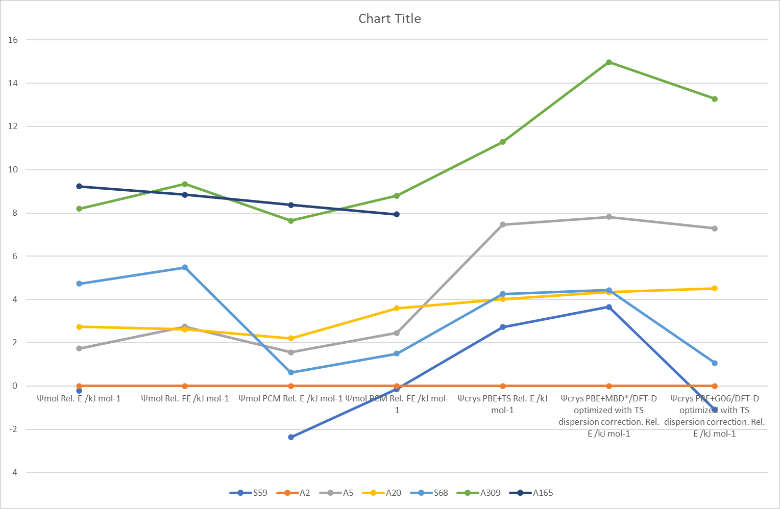 Chart Title
16
14
12
10
8
6
4
2
0
-2
-4
Ψmol Rel. E /kJ mol-1
Ψmol Rel. FE /kJ mol-1
Ψmol PCM Rel. E /kJ mol-1
Ψmol PCM Rel. FE /kJ mol-
1
Ψcrys PBE+TS Rel. E /kJ
mol-1
Ψcrys PBE+MBD*/DFT-D
optimized with TS
dispersion correction. Rel.
E /kJ mol-1
Ψcrys PBE+G06/DFT-D
optimized with TS
dispersion correction. Rel.
E /kJ mol-1
S59 A2 A5 A20 S68 A309 A165